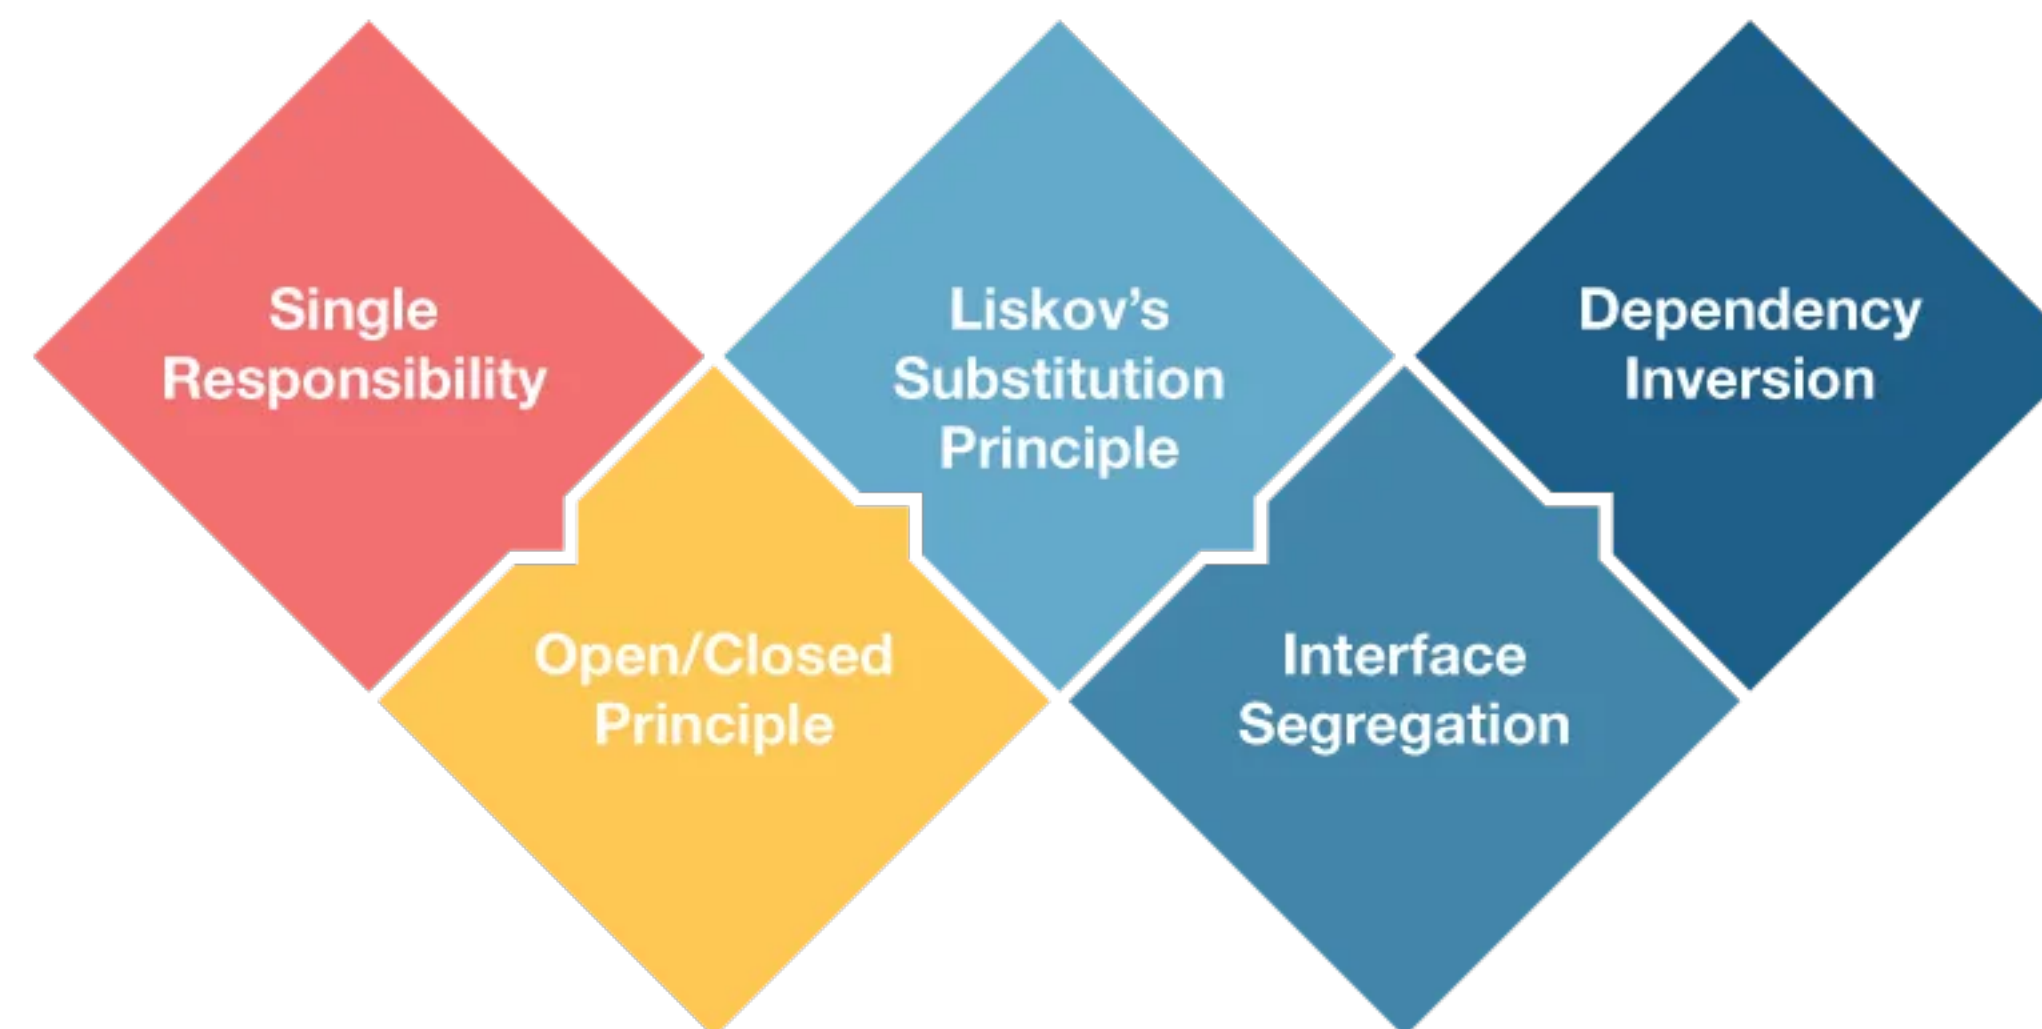 Single
Responsibility
Open/Closed
Principle
Liskov’s
Substitution
Principle
Interface
Segregation
Dependency
Inversion